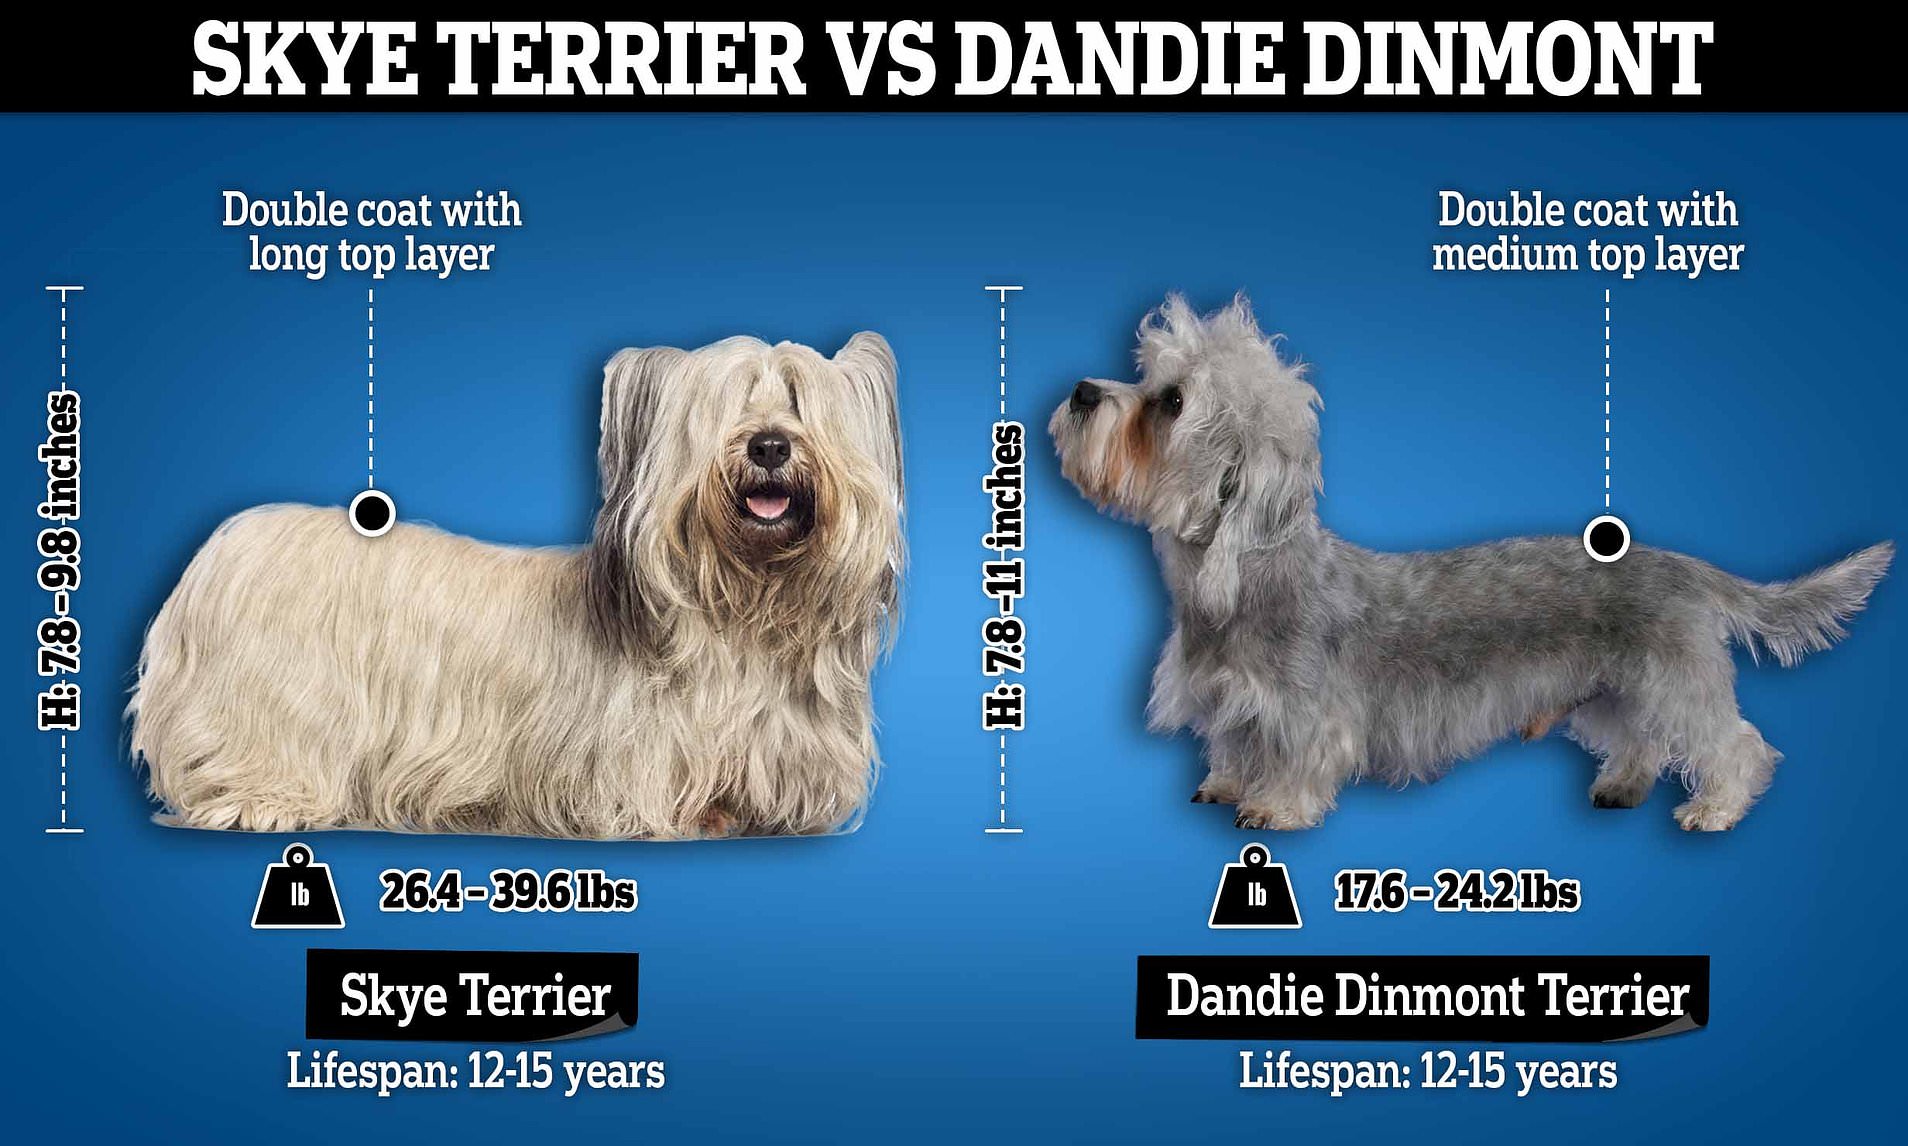 SKYE TERRIER VS DANDIE DINMONT
Double coat with
long top layer
Double coat with
medium top layer
H: 7.8 – 9.8 inches
H: 7.8 – 11 inches
lb
26.4 – 39.6 lbs
lb
17.6 – 24.2 lbs
Skye Terrier
Dandie Dinmont Terrier
Lifespan: 12-15 years
Lifespan: 12-15 years